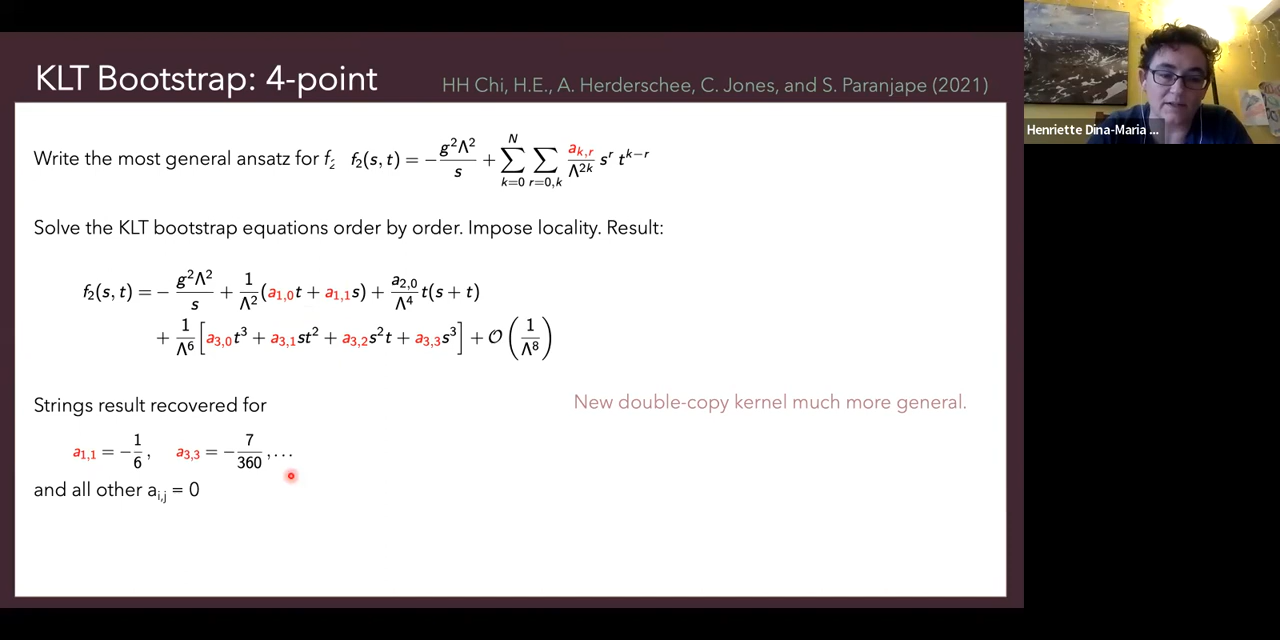 KLT Bootstrap: 4-point
HH Chi, H.E., A. Herderschee, C. Jones, and S. Paranjape (2021)
Henriette Dina-Maria ...
Write the most general ansatz for f₂ f₂(s, t) = − g²Λ²/s + ∑_{k=0}^{N} ∑_{r=0,k} a_{k,r}/Λ^{2k} s^r t^{k−r}
Solve the KLT bootstrap equations order by order. Impose locality. Result:
f₂(s, t) = − g²Λ²/s + 1/Λ² (a_{1,0}t + a_{1,1}s) + a_{2,0}/Λ⁴ t(s + t)
+ 1/Λ⁶ [a_{3,0}t³ + a_{3,1}st² + a_{3,2}s²t + a_{3,3}s³] + 𝒪(1/Λ⁸)
Strings result recovered for
New double-copy kernel much more general.
a_{1,1} = −1/6, a_{3,3} = −7/360, ...
and all other a_{i,j} = 0